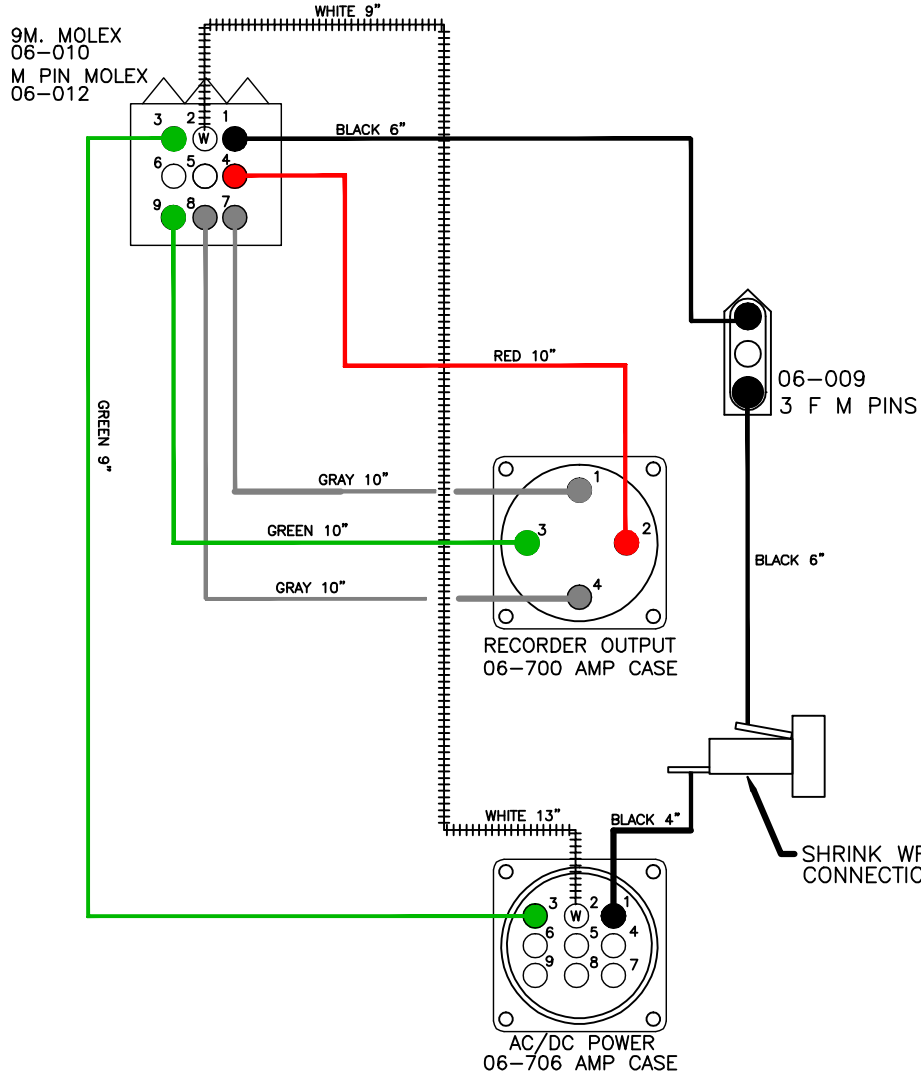 WHITE 9"
9M. MOLEX
06-010
M PIN MOLEX
06-012
3 2 1
W
BLACK 6"
6 5 4
9 8 7
RED 10"
06-009
3 F M PINS
GREEN 9"
GRAY 10"
1
GREEN 10"
3 2
BLACK 6"
GRAY 10"
4
RECORDER OUTPUT
06-700 AMP CASE
WHITE 13"
BLACK 4"
SHRINK
3 2 1
W
6 5 4
9 8 7
AC/DC POWER
06-706 AMP CASE